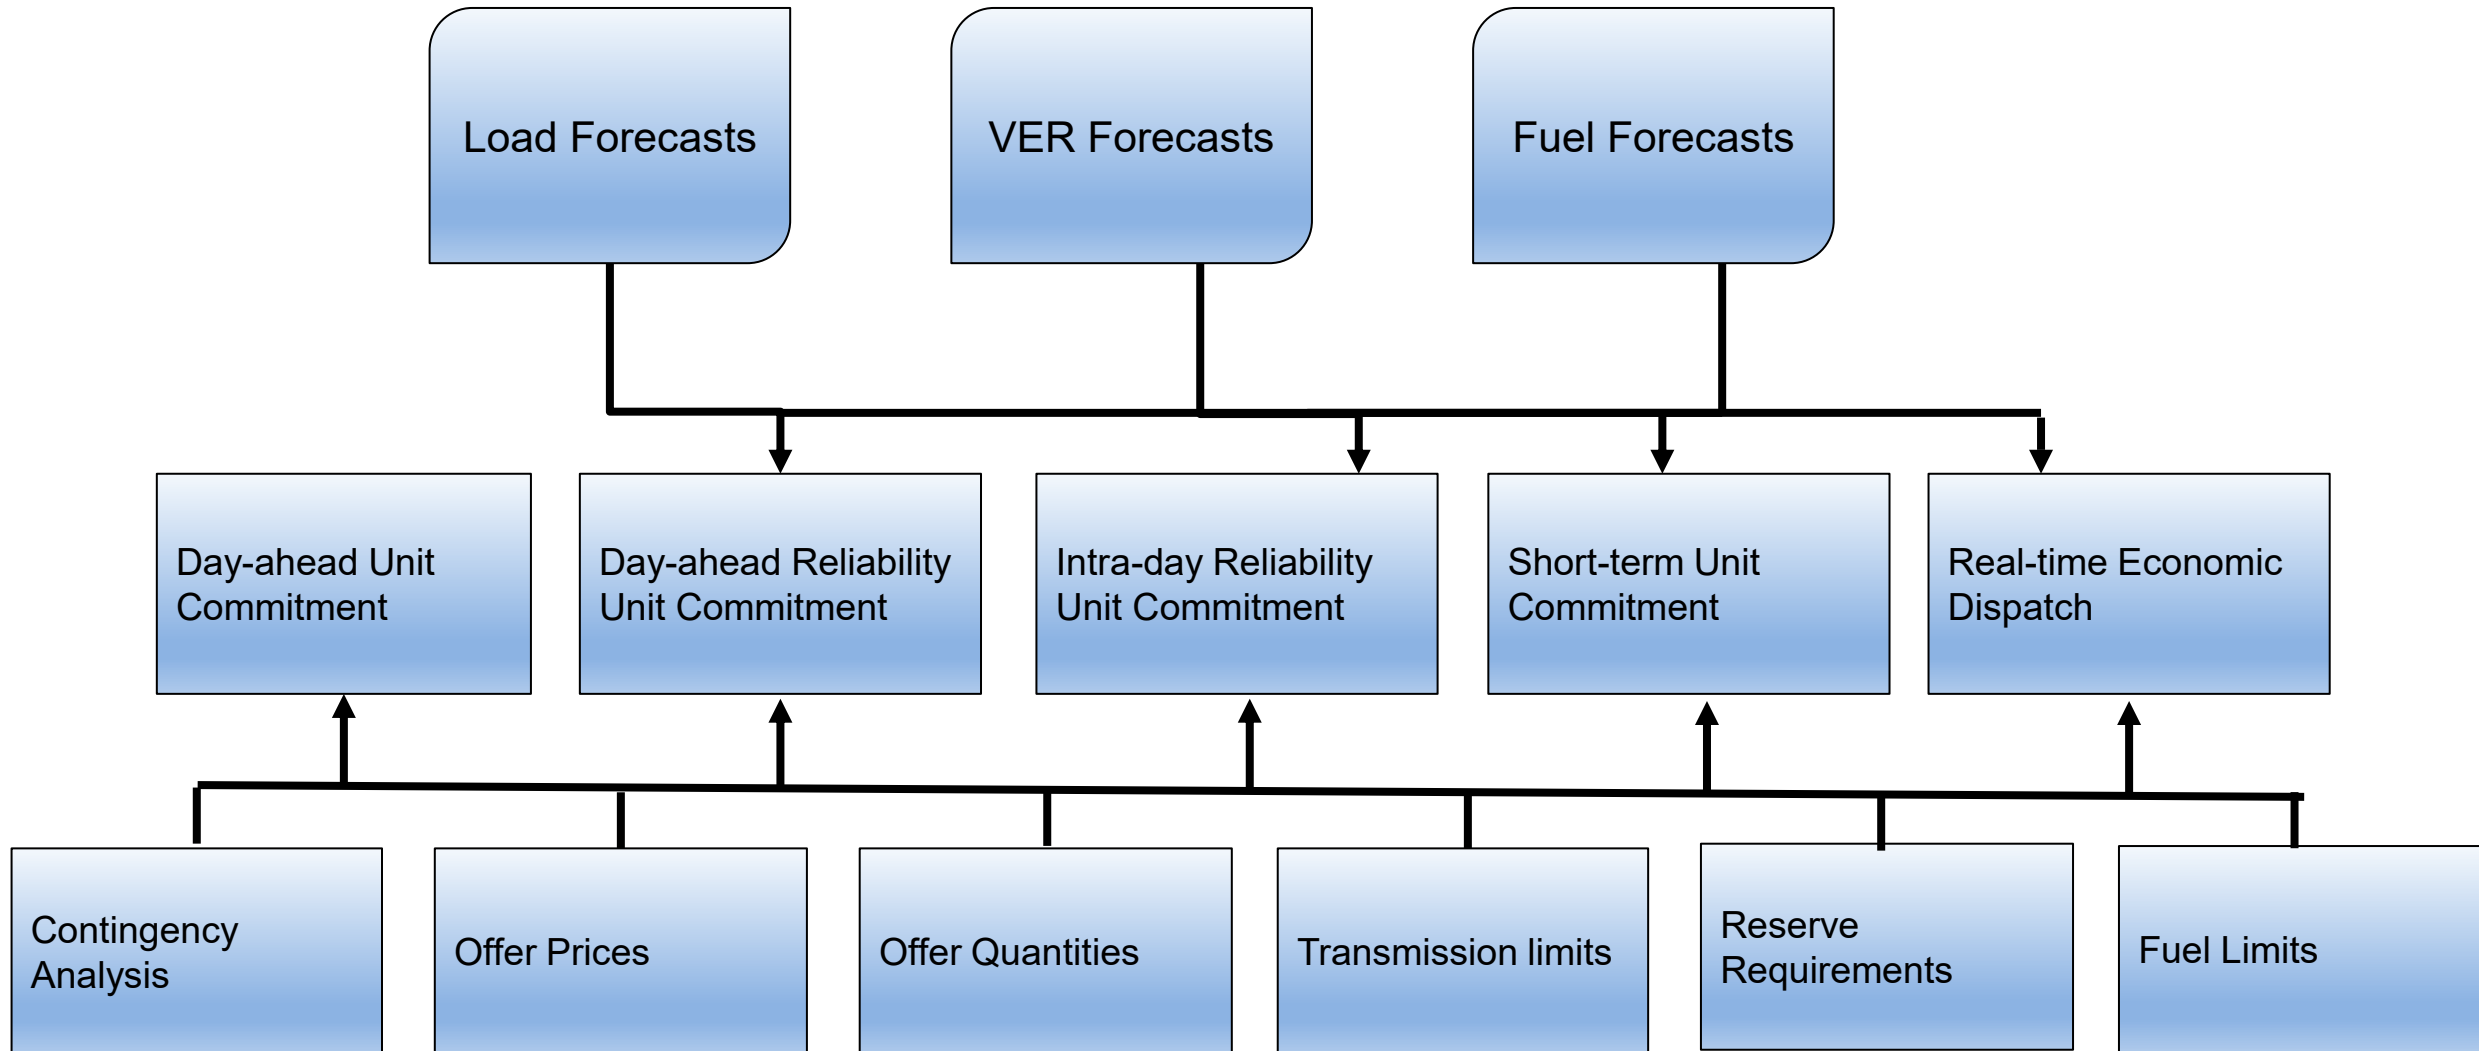 Load Forecasts
VER Forecasts
Fuel Forecasts
Day-ahead Unit
Commitment
Day-ahead Reliability
Unit Commitment
Intra-day Reliability
Unit Commitment
Short-term Unit
Commitment
Real-time Economic
Dispatch
Contingency
Analysis
Offer Prices
Offer Quantities
Transmission limits
Reserve
Requirements
Fuel Limits